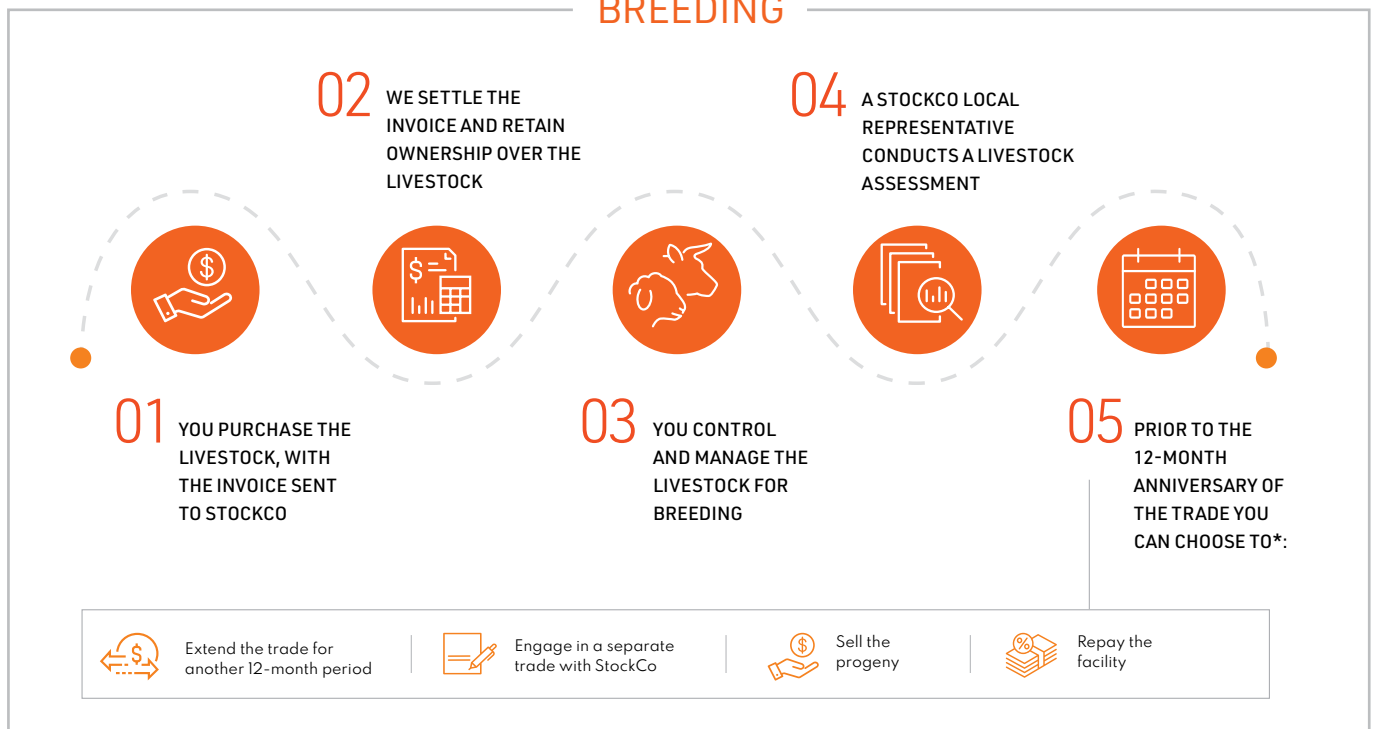 BREEDING
01
YOU PURCHASE THE
LIVESTOCK, WITH
THE INVOICE SENT
TO STOCKCO
02
WE SETTLE THE
INVOICE AND RETAIN
OWNERSHIP OVER THE
LIVESTOCK
03
YOU CONTROL
AND MANAGE THE
LIVESTOCK FOR
BREEDING
04
A STOCKCO LOCAL
REPRESENTATIVE
CONDUCTS A LIVESTOCK
ASSESSMENT
05
PRIOR TO THE
12-MONTH
ANNIVERSARY OF
THE TRADE YOU
CAN CHOOSE TO*:
Extend the trade for
another 12-month period
Engage in a separate
trade with StockCo
Sell the
progeny
Repay the
facility